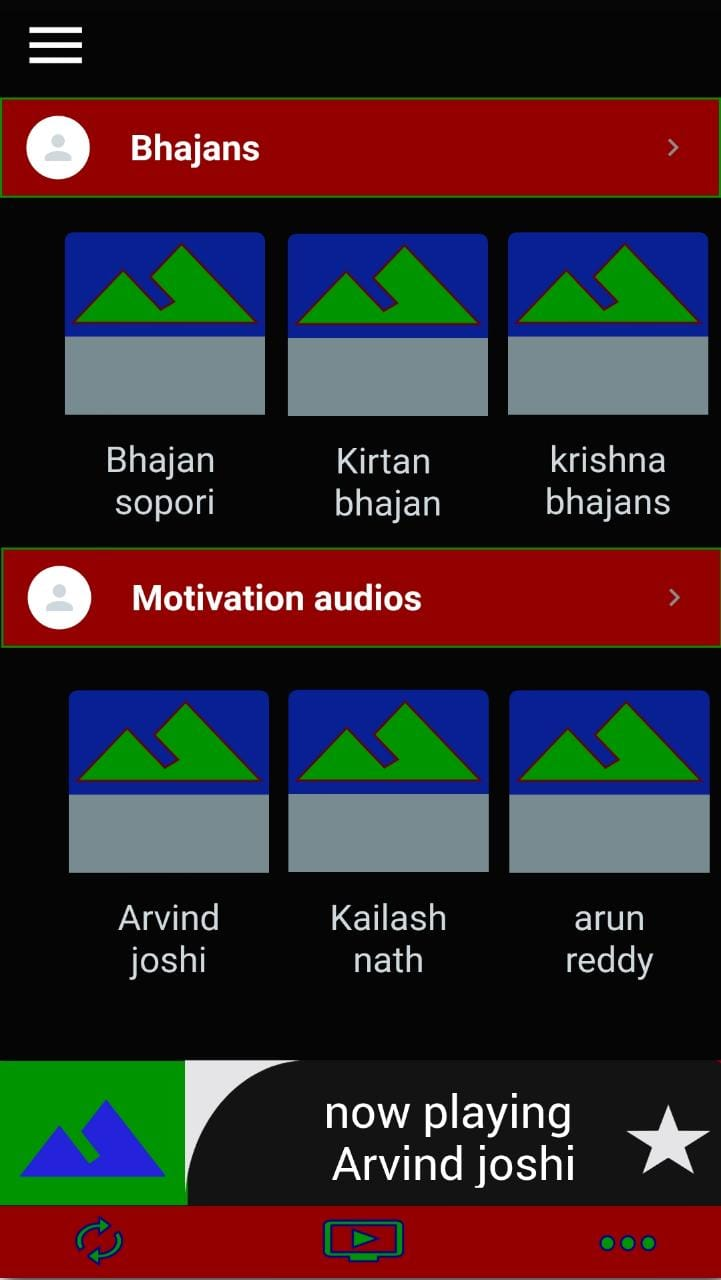 Bhajans
Bhajan
sopori
Kirtan
bhajan
krishna
bhajans
Motivation audios
Arvind
joshi
Kailash
nath
arun
reddy
now playing
Arvind joshi